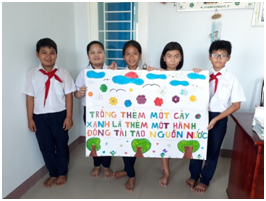 TRỒNG THÊM MỘT CÂY
XANH LÀ THÊM MỘT HÀNH
ĐỘNG TÁI TẠO NGUỒN NƯỚC